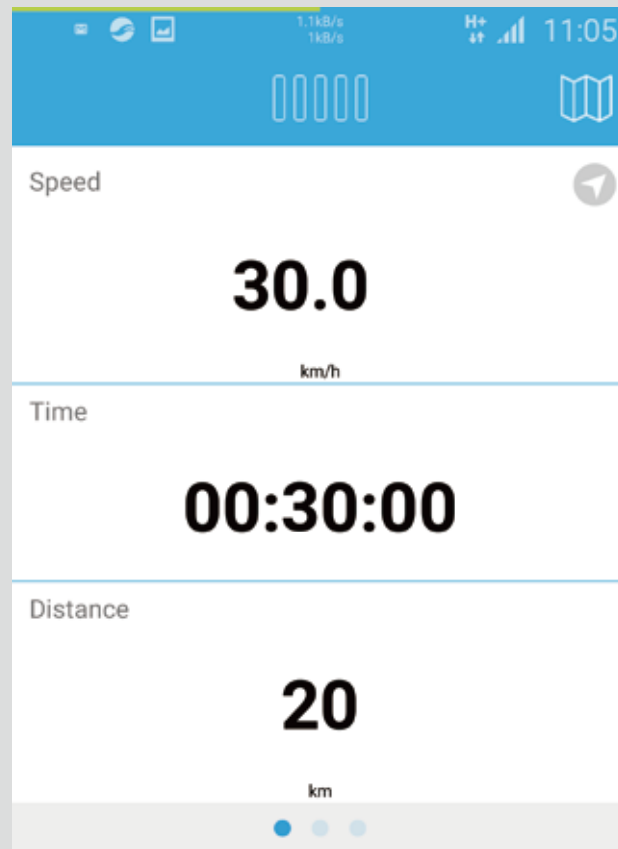 1.1kB/s
1kB/s
H+
11:05
Speed
30.0
km/h
Time
00:30:00
Distance
20
km